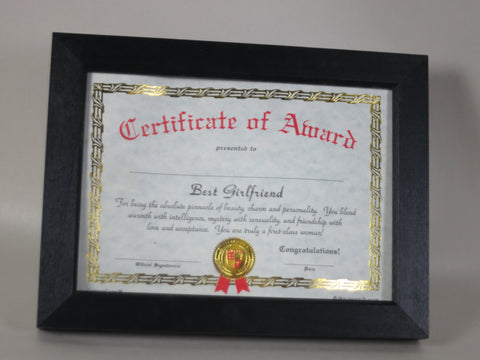 Certificate of Award
presented to
Best Girlfriend
For being the absolute pinnacle of beauty, charm and personality. You blend
warmth with intelligence, mystery with sensuality, and friendship with
love and acceptance. You are truly a first-class woman!
Congratulations!
Official Signature(s)
Date